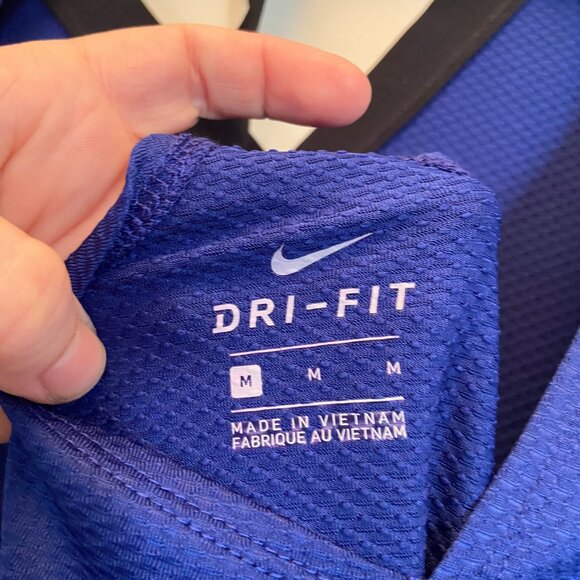 DRI-FIT
M M M
MADE IN VIETNAM
FABRIQUE AU VIETNAM